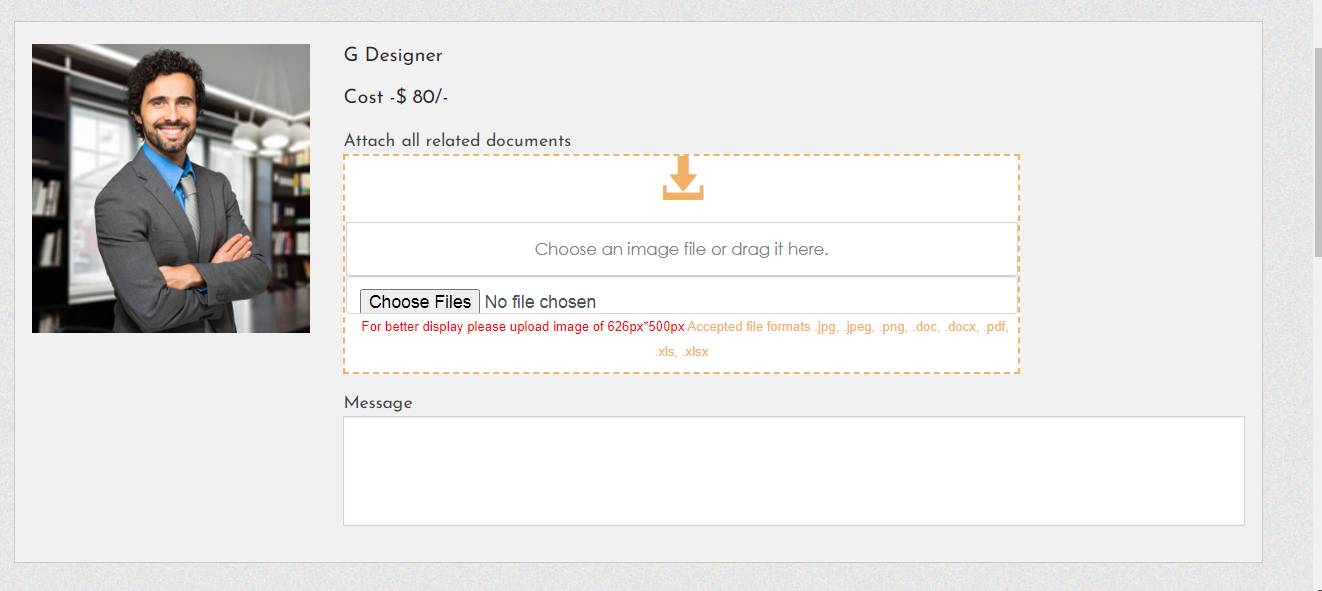 G Designer
Cost -$ 80/-
Attach all related documents
Choose an image file or drag it here.
Choose Files No file chosen
For better display please upload image of 626px*500px Accepted file formats .jpg, .jpeg, .png, .doc, .docx, .pdf,
.xls, .xlsx
Message